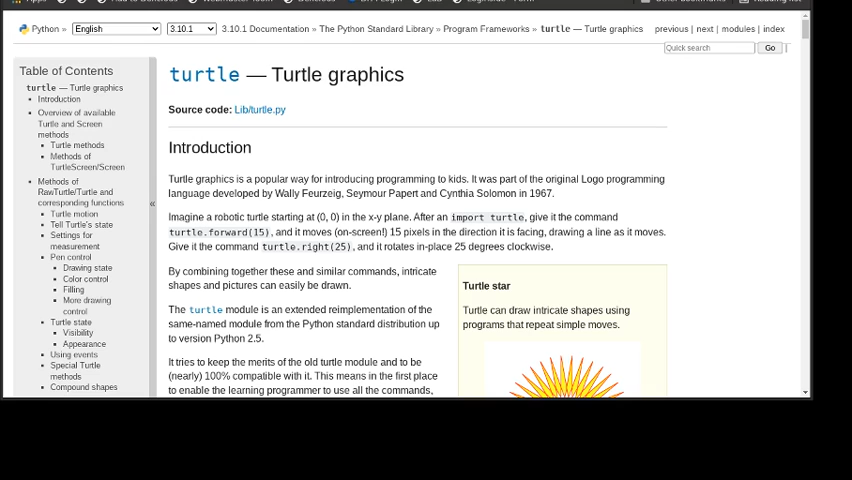 Python » English 3.10.1 3.10.1 Documentation » The Python Standard Library » Program Frameworks » turtle — Turtle graphics previous | next | modules | index
Quick search Go |
Table of Contents
turtle — Turtle graphics
Introduction
Overview of available
Turtle and Screen
methods
Turtle methods
Methods of
TurtleScreen/Screen
Methods of
RawTurtle/Turtle and
corresponding functions
Turtle motion
Tell Turtle's state
Settings for
measurement
Pen control
Drawing state
Color control
Filling
More drawing
control
Turtle state
Visibility
Appearance
Using events
Special Turtle
methods
Compound shapes
«
turtle — Turtle graphics
Source code: Lib/turtle.py
Introduction
Turtle graphics is a popular way for introducing programming to kids. It was part of the original Logo programming
language developed by Wally Feurzeig, Seymour Papert and Cynthia Solomon in 1967.
Imagine a robotic turtle starting at (0, 0) in the x-y plane. After an import turtle, give it the command
turtle.forward(15), and it moves (on-screen!) 15 pixels in the direction it is facing, drawing a line as it moves.
Give it the command turtle.right(25), and it rotates in-place 25 degrees clockwise.
By combining together these and similar commands, intricate
shapes and pictures can easily be drawn.
The turtle module is an extended reimplementation of the
same-named module from the Python standard distribution up
to version Python 2.5.
It tries to keep the merits of the old turtle module and to be
(nearly) 100% compatible with it. This means in the first place
to enable the learning programmer to use all the commands,
Turtle star
Turtle can draw intricate shapes using
programs that repeat simple moves.